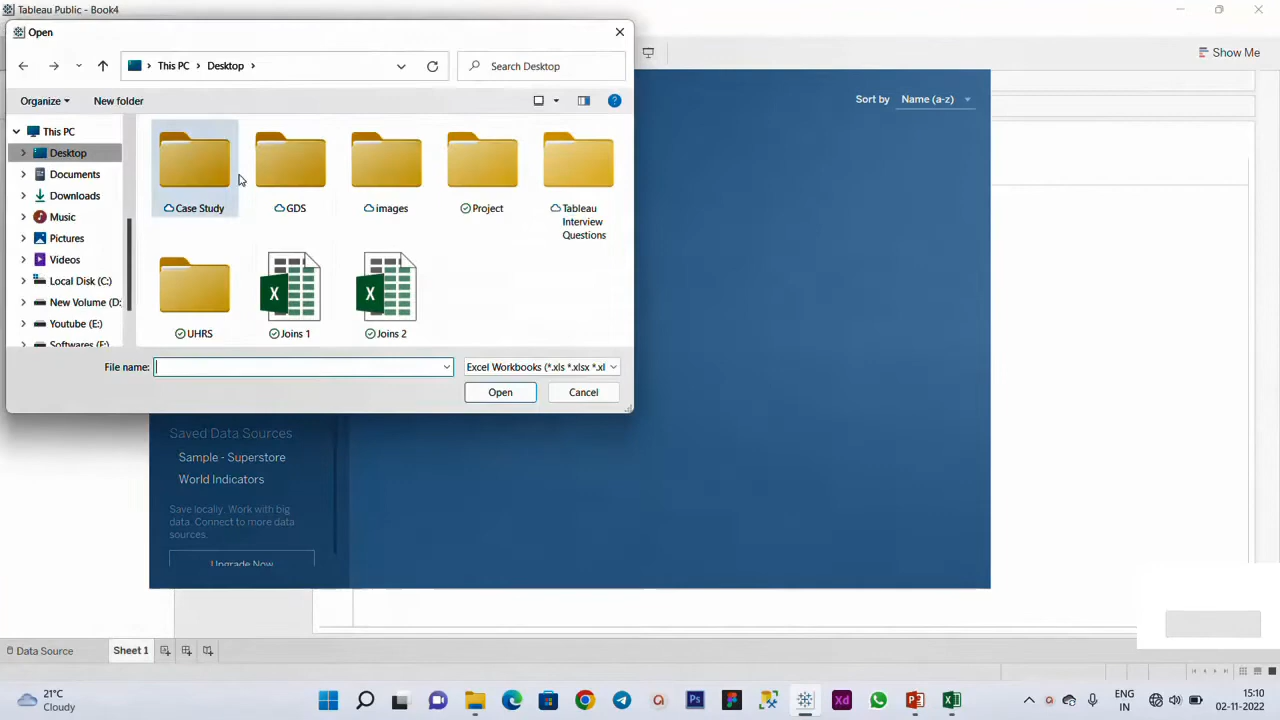 Tableau Public - Book4
Open
This PC
Desktop
Search Desktop
Organize
New folder
Show Me
Sort by
Name (a-z)
This PC
Desktop
Documents
Downloads
Music
Pictures
Videos
Local Disk (C:)
New Volume (D:
Youtube (E:)
Softwares (F:)
Case Study
GDS
images
Project
Tableau
Interview
Questions
UHRS
Joins 1
Joins 2
File name:
Excel Workbooks (*.xls *.xlsx *.xl
Open
Cancel
Saved Data Sources
Sample - Superstore
World Indicators
Save locally. Work with big
data. Connect to more data
sources.
Upgrade Now
Data Source
Sheet 1
21°C
Cloudy
ENG
IN
15:10
02-11-2022